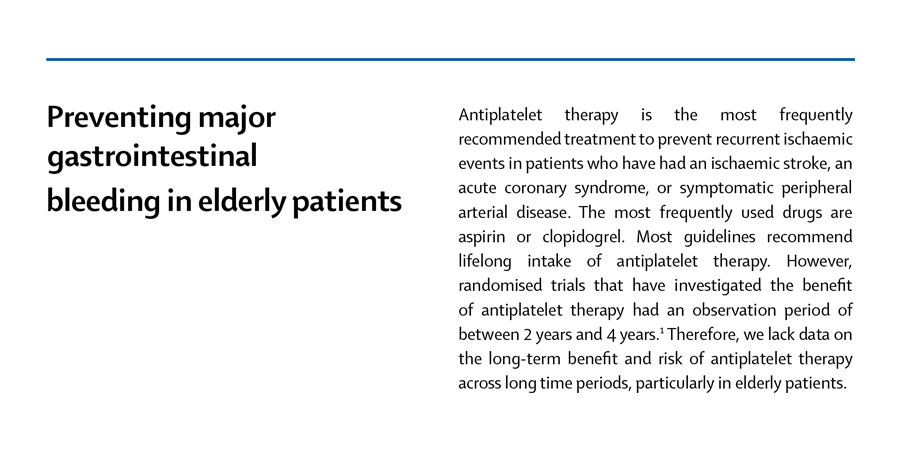 Preventing major
gastrointestinal
bleeding in elderly patients
Antiplatelet therapy is the most frequently
recommended treatment to prevent recurrent ischaemic
events in patients who have had an ischaemic stroke, an
acute coronary syndrome, or symptomatic peripheral
arterial disease. The most frequently used drugs are
aspirin or clopidogrel. Most guidelines recommend
lifelong intake of antiplatelet therapy. However,
randomised trials that have investigated the benefit
of antiplatelet therapy had an observation period of
between 2 years and 4 years.¹ Therefore, we lack data on
the long-term benefit and risk of antiplatelet therapy
across long time periods, particularly in elderly patients.